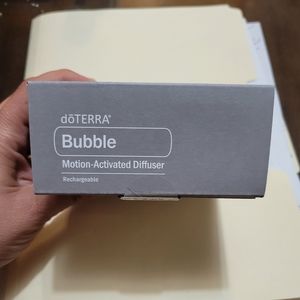 dōTERRA®
Bubble
Motion-Activated Diffuser
Rechargeable